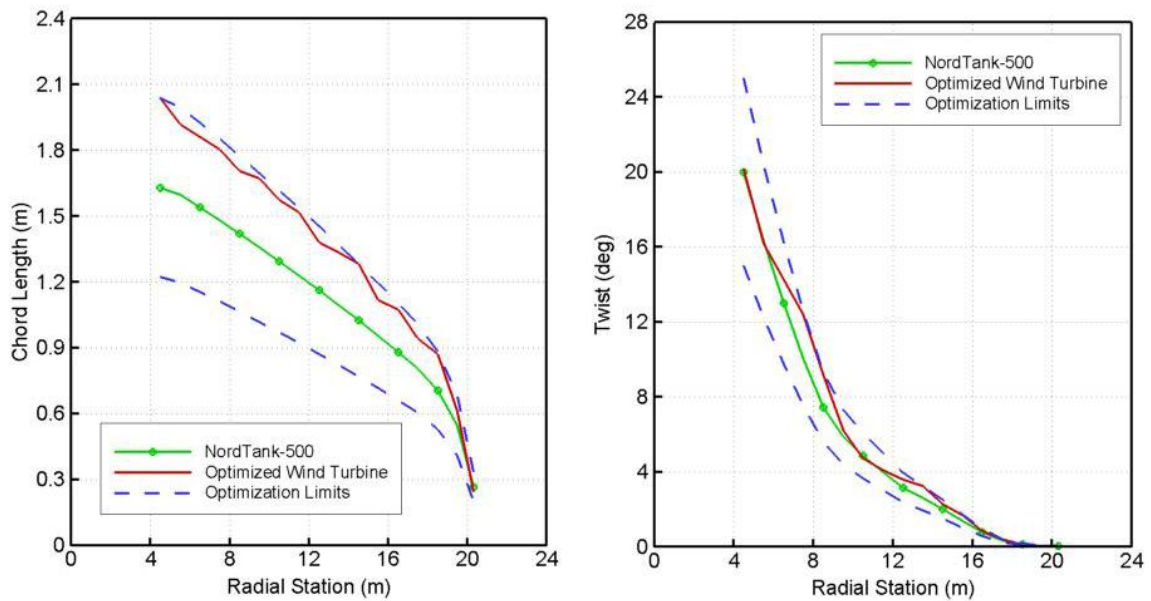 2.4
2.1
1.8
1.5
1.2
0.9
0.6
0.3
0
Chord Length (m)
NordTank-500
Optimized Wind Turbine
Optimization Limits
0 4 8 12 16 20 24
Radial Station (m)
28
24
20
16
12
8
4
0
Twist (deg)
NordTank-500
Optimized Wind Turbine
Optimization Limits
0 4 8 12 16 20 24
Radial Station (m)